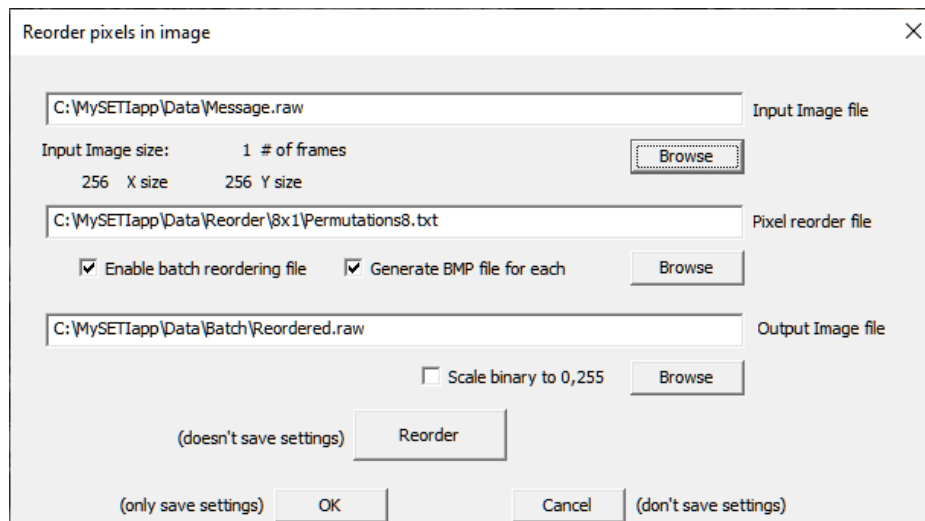 Reorder pixels in image
C:\MySETIapp\Data\Message.raw Input Image file
Input Image size: 1 # of frames Browse
256 X size 256 Y size
C:\MySETIapp\Data\Reorder\8x1\Permutations8.txt Pixel reorder file
Enable batch reordering file Generate BMP file for each Browse
C:\MySETIapp\Data\Batch\Reordered.raw Output Image file
Scale binary to 0,255 Browse
(doesn't save settings) Reorder
(only save settings) OK Cancel (don't save settings)